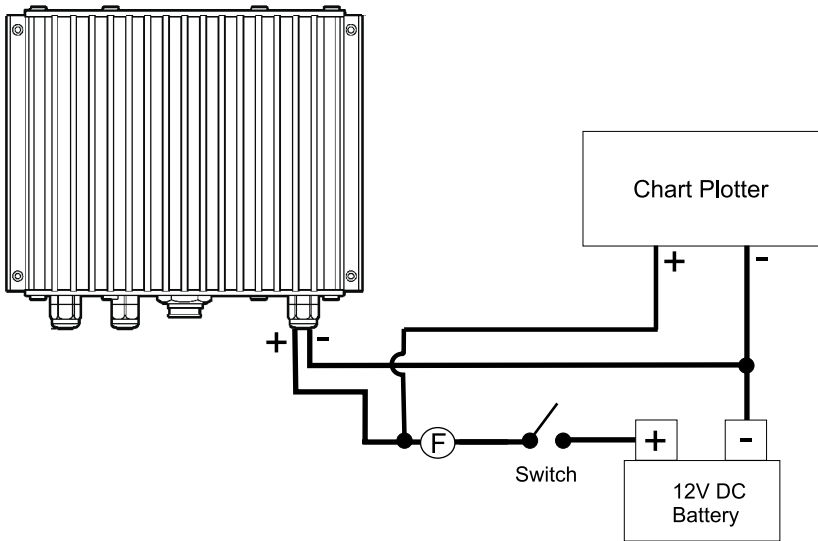 Chart Plotter
+ -
+ -
F
Switch
+ -
12V DC
Battery